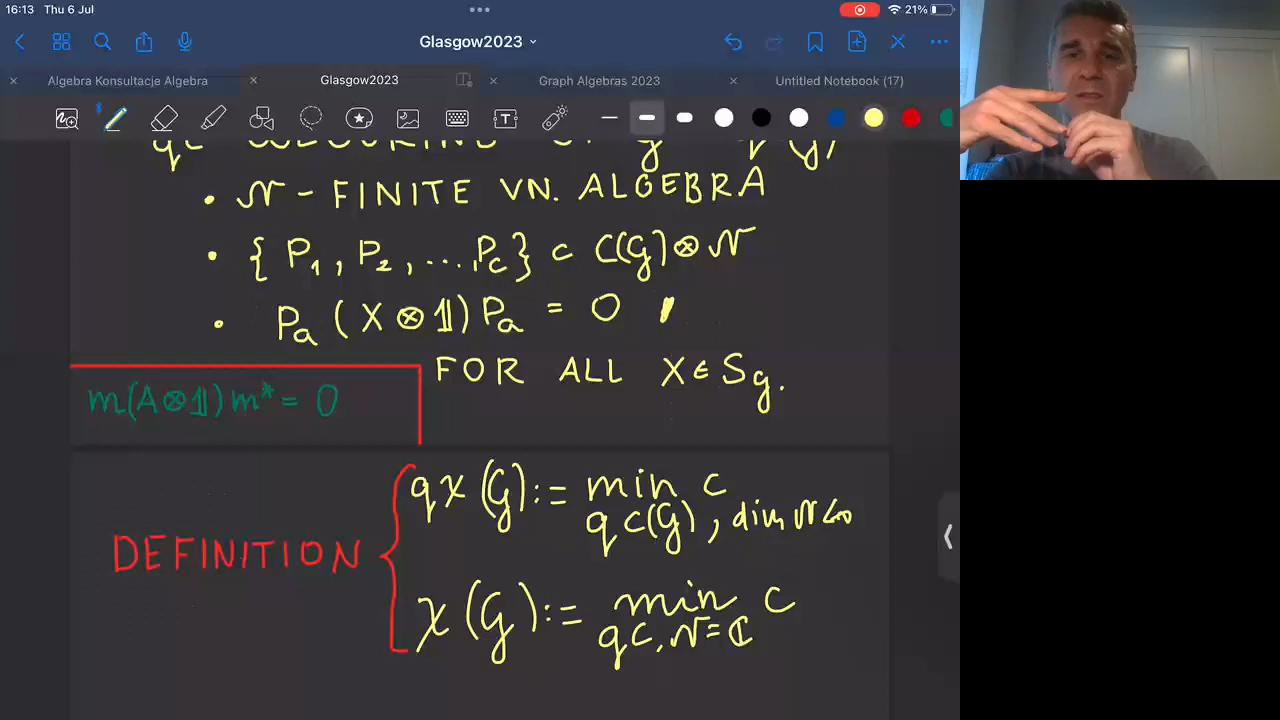 16:13 Thu 6 Jul
21%
Glasgow2023
Algebra Konsultacje Algebra
Glasgow2023
Graph Algebras 2023
Untitled Notebook (17)
• 𝒩 - FINITE VN. ALGEBRA
• { P₁, P₂, ..., P_c } ⊂ C(G) ⊗ 𝒩
• P_a ( X ⊗ 𝟙 ) P_a = 0
FOR ALL X ∈ S_G.
m(A⊗𝟙)m* = 0
DEFINITION
qχ(G) := min c
qc(G), dim 𝒩<∞
χ(G) := min c
qc, 𝒩=ℂ